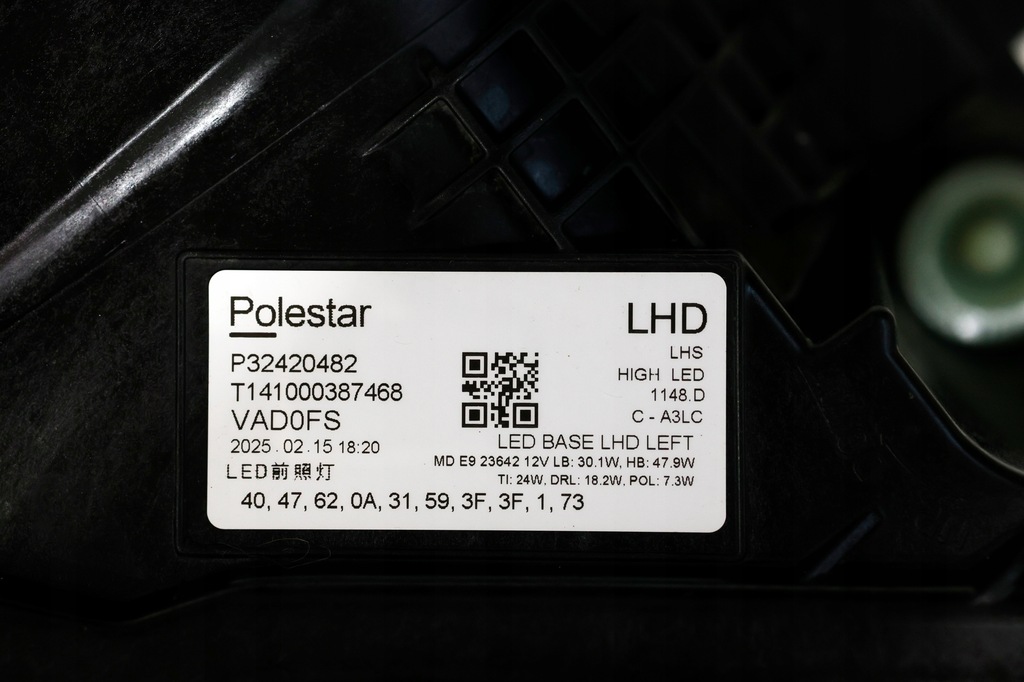 Polestar
LHD
P32420482
LHS
T141000387468
HIGH LED
1148.D
VAD0FS
C - A3LC
2025.02.15 18:20
LED BASE LHD LEFT
LED前照灯
MD E9 23642 12V LB: 30.1W, HB: 47.9W
TI: 24W, DRL: 18.2W, POL: 7.3W
40, 47, 62, 0A, 31, 59, 3F, 3F, 1, 73